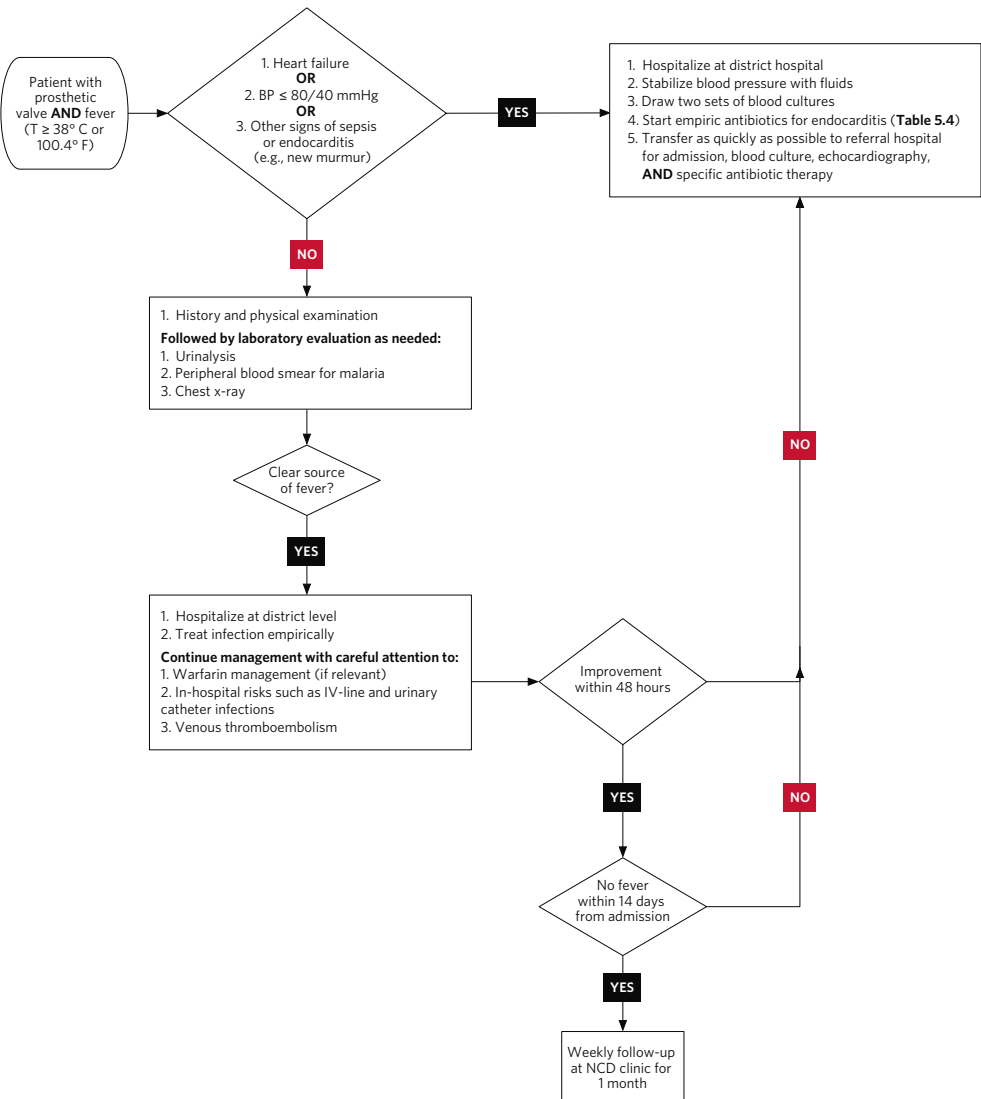 Patient with
prosthetic
valve AND fever
(T ≥ 38° C or
100.4° F)
1. Heart failure
OR
2. BP ≤ 80/40 mmHg
OR
3. Other signs of sepsis
or endocarditis
(e.g., new murmur)
YES
1. Hospitalize at district hospital
2. Stabilize blood pressure with fluids
3. Draw two sets of blood cultures
4. Start empiric antibiotics for endocarditis (Table 5.4)
5. Transfer as quickly as possible to referral hospital
for admission, blood culture, echocardiography,
AND specific antibiotic therapy
NO
1. History and physical examination
Followed by laboratory evaluation as needed:
1. Urinalysis
2. Peripheral blood smear for malaria
3. Chest x-ray
NO
Clear source
of fever?
YES
1. Hospitalize at district level
2. Treat infection empirically
Continue management with careful attention to:
1. Warfarin management (if relevant)
2. In-hospital risks such as IV-line and urinary
catheter infections
3. Venous thromboembolism
Improvement
within 48 hours
YES
NO
No fever
within 14 days
from admission
YES
Weekly follow-up
at NCD clinic for
1 month